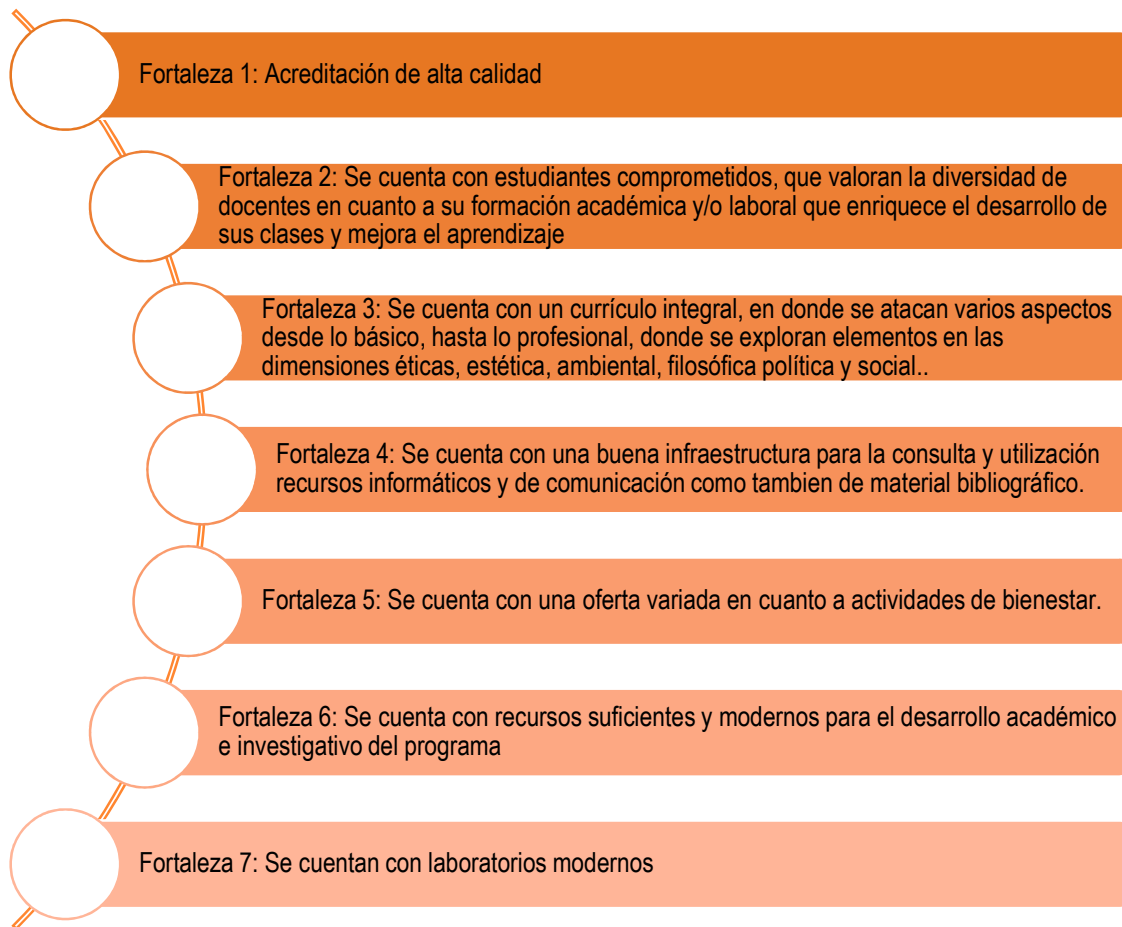 Fortaleza 1: Acreditación de alta calidad
Fortaleza 2: Se cuenta con estudiantes comprometidos, que valoran la diversidad de
docentes en cuanto a su formación académica y/o laboral que enriquece el desarrollo de
sus clases y mejora el aprendizaje
Fortaleza 3: Se cuenta con un currículo integral, en donde se atacan varios aspectos
desde lo básico, hasta lo profesional, donde se exploran elementos en las
dimensiones éticas, estética, ambiental, filosófica política y social..
Fortaleza 4: Se cuenta con una buena infraestructura para la consulta y utilización
recursos informáticos y de comunicación como tambien de material bibliográfico.
Fortaleza 5: Se cuenta con una oferta variada en cuanto a actividades de bienestar.
Fortaleza 6: Se cuenta con recursos suficientes y modernos para el desarrollo académico
e investigativo del programa
Fortaleza 7: Se cuentan con laboratorios modernos